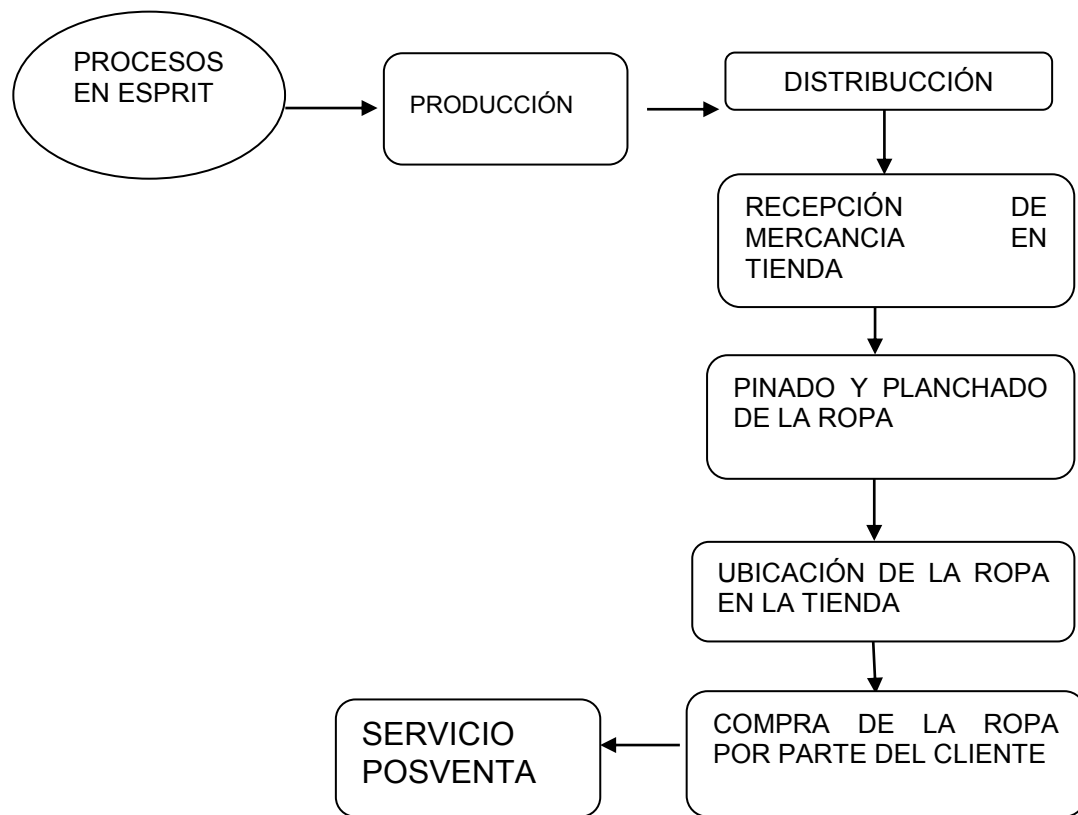 PROCESOS
EN ESPRIT
PRODUCCIÓN
DISTRIBUCCIÓN
RECEPCIÓN DE
MERCANCIA EN
TIENDA
PINADO Y PLANCHADO
DE LA ROPA
UBICACIÓN DE LA ROPA
EN LA TIENDA
COMPRA DE LA ROPA
POR PARTE DEL CLIENTE
SERVICIO
POSVENTA